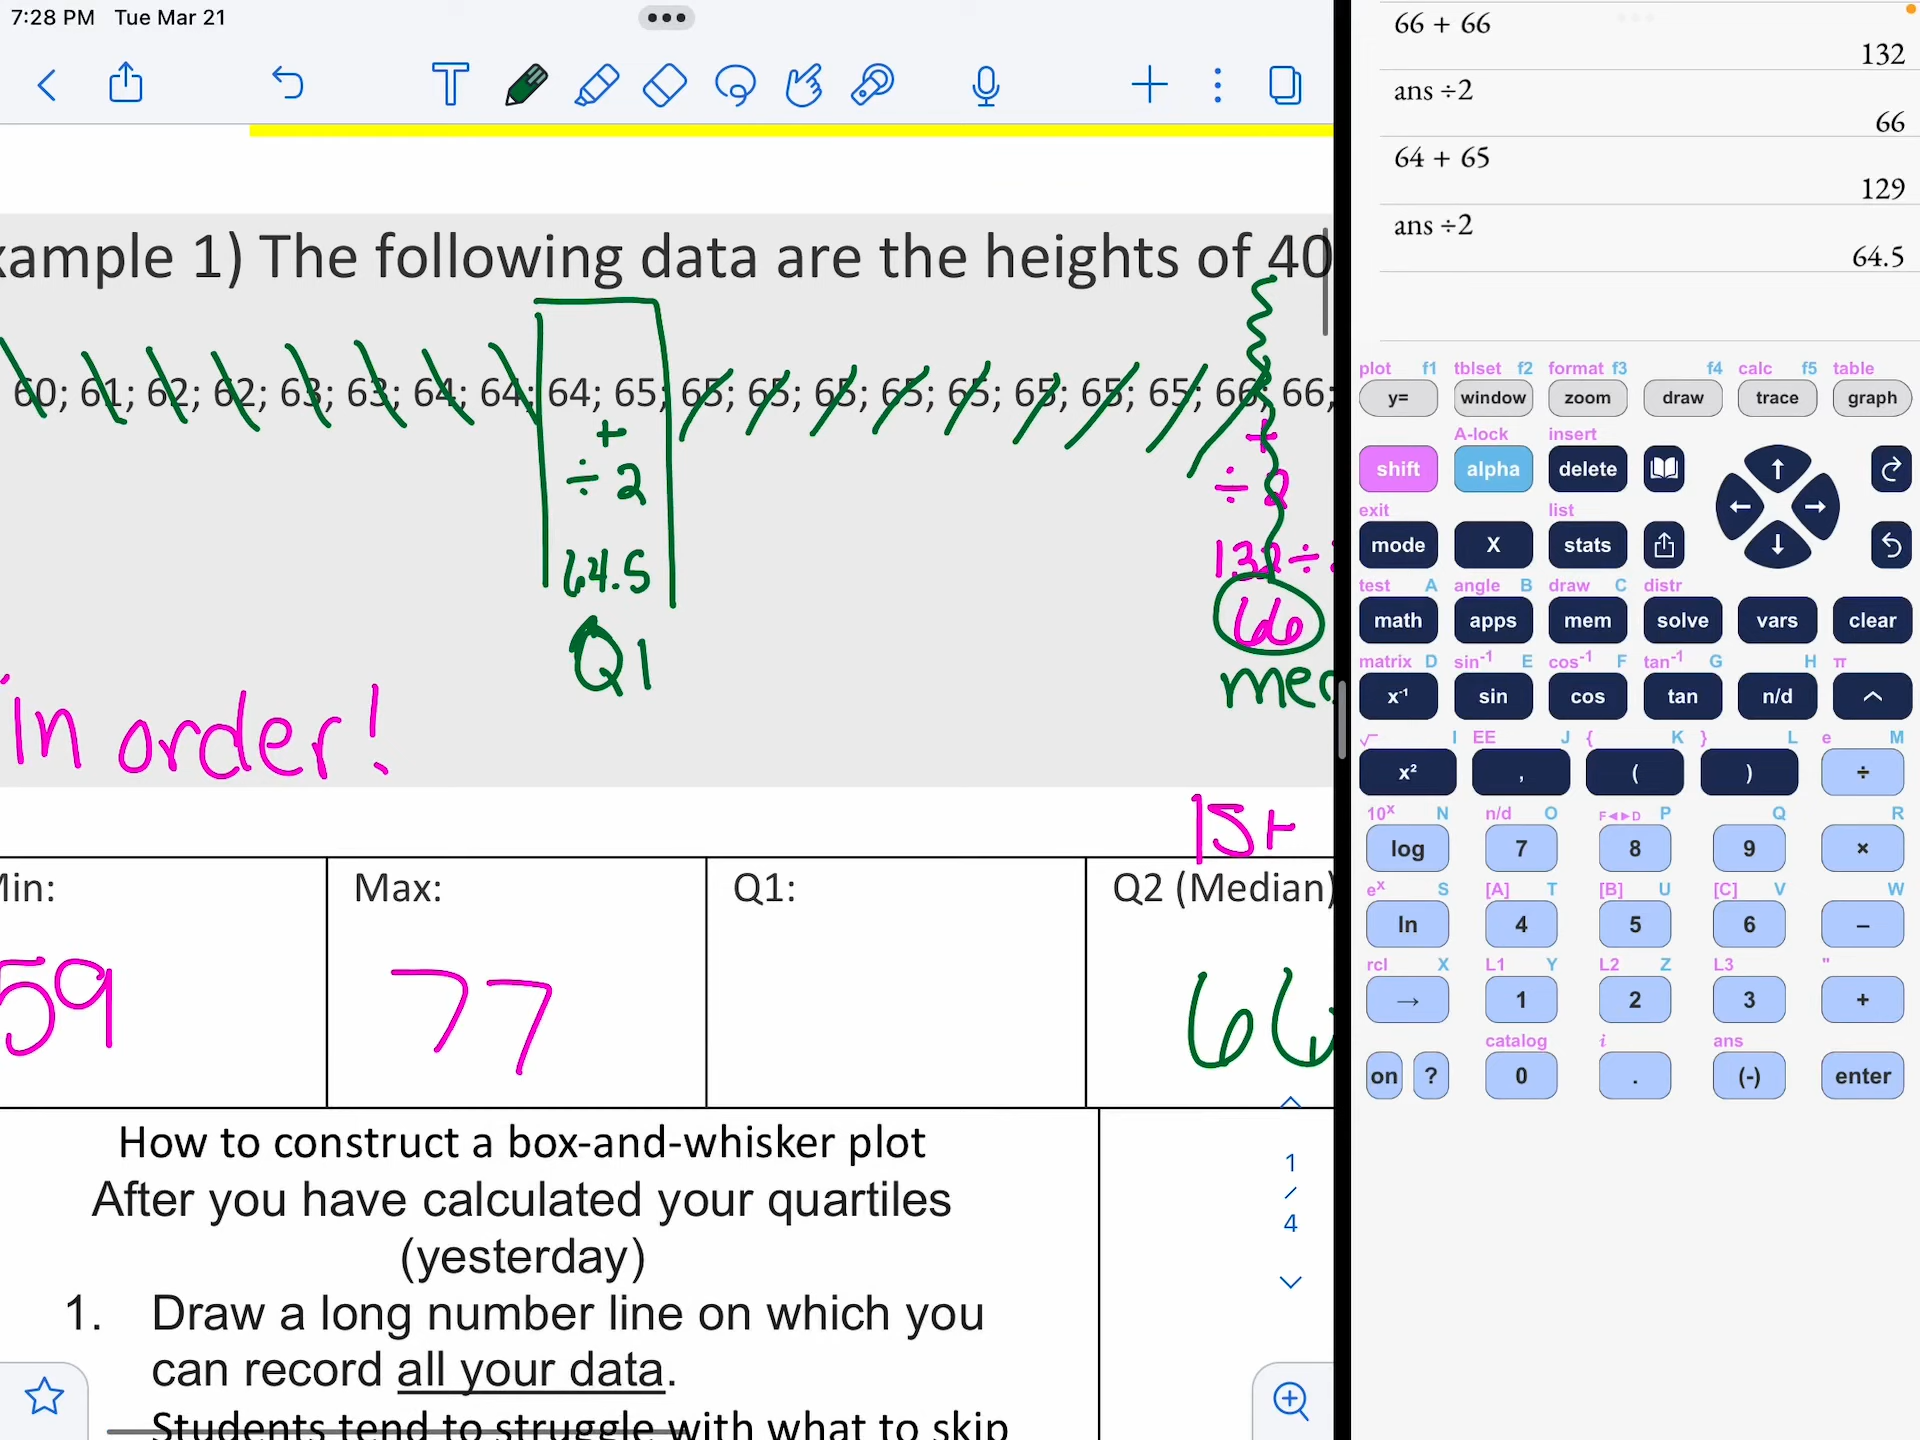 7:28 PM Tue Mar 21
xample 1) The following data are the heights of 40
60; 61; 62; 62; 63; 63; 64; 64; 64; 65; 65; 65; 65; 65; 65; 65; 65; 65; 66; 66;
+ +
÷ 2 ÷ 2
64.5 132÷
66
Q1 med
in order!
1st
Min: Max: Q1: Q2 (Median)
59 77 66
How to construct a box-and-whisker plot
After you have calculated your quartiles
(yesterday)
1. Draw a long number line on which you
can record all your data.
Students tend to struggle with what to skip
1
/
4
66 + 66
132
ans ÷2
66
64 + 65
129
ans ÷2
64.5
plot f1 tblset f2 format f3 f4 calc f5 table
y= window zoom draw trace graph
A-lock insert
shift alpha delete
exit list
mode X stats
test A angle B draw C distr
math apps mem solve vars clear
matrix D sin⁻¹ E cos⁻¹ F tan⁻¹ G H π
x⁻¹ sin cos tan n/d ^
√ I EE J { K } L e M
x² , ( ) ÷
10ˣ N n/d O F◄►D P Q R
log 7 8 9 ×
eˣ S [A] T [B] U [C] V W
ln 4 5 6 −
rcl X L1 Y L2 Z L3 "
→ 1 2 3 +
catalog i ans
on ? 0 . (-) enter